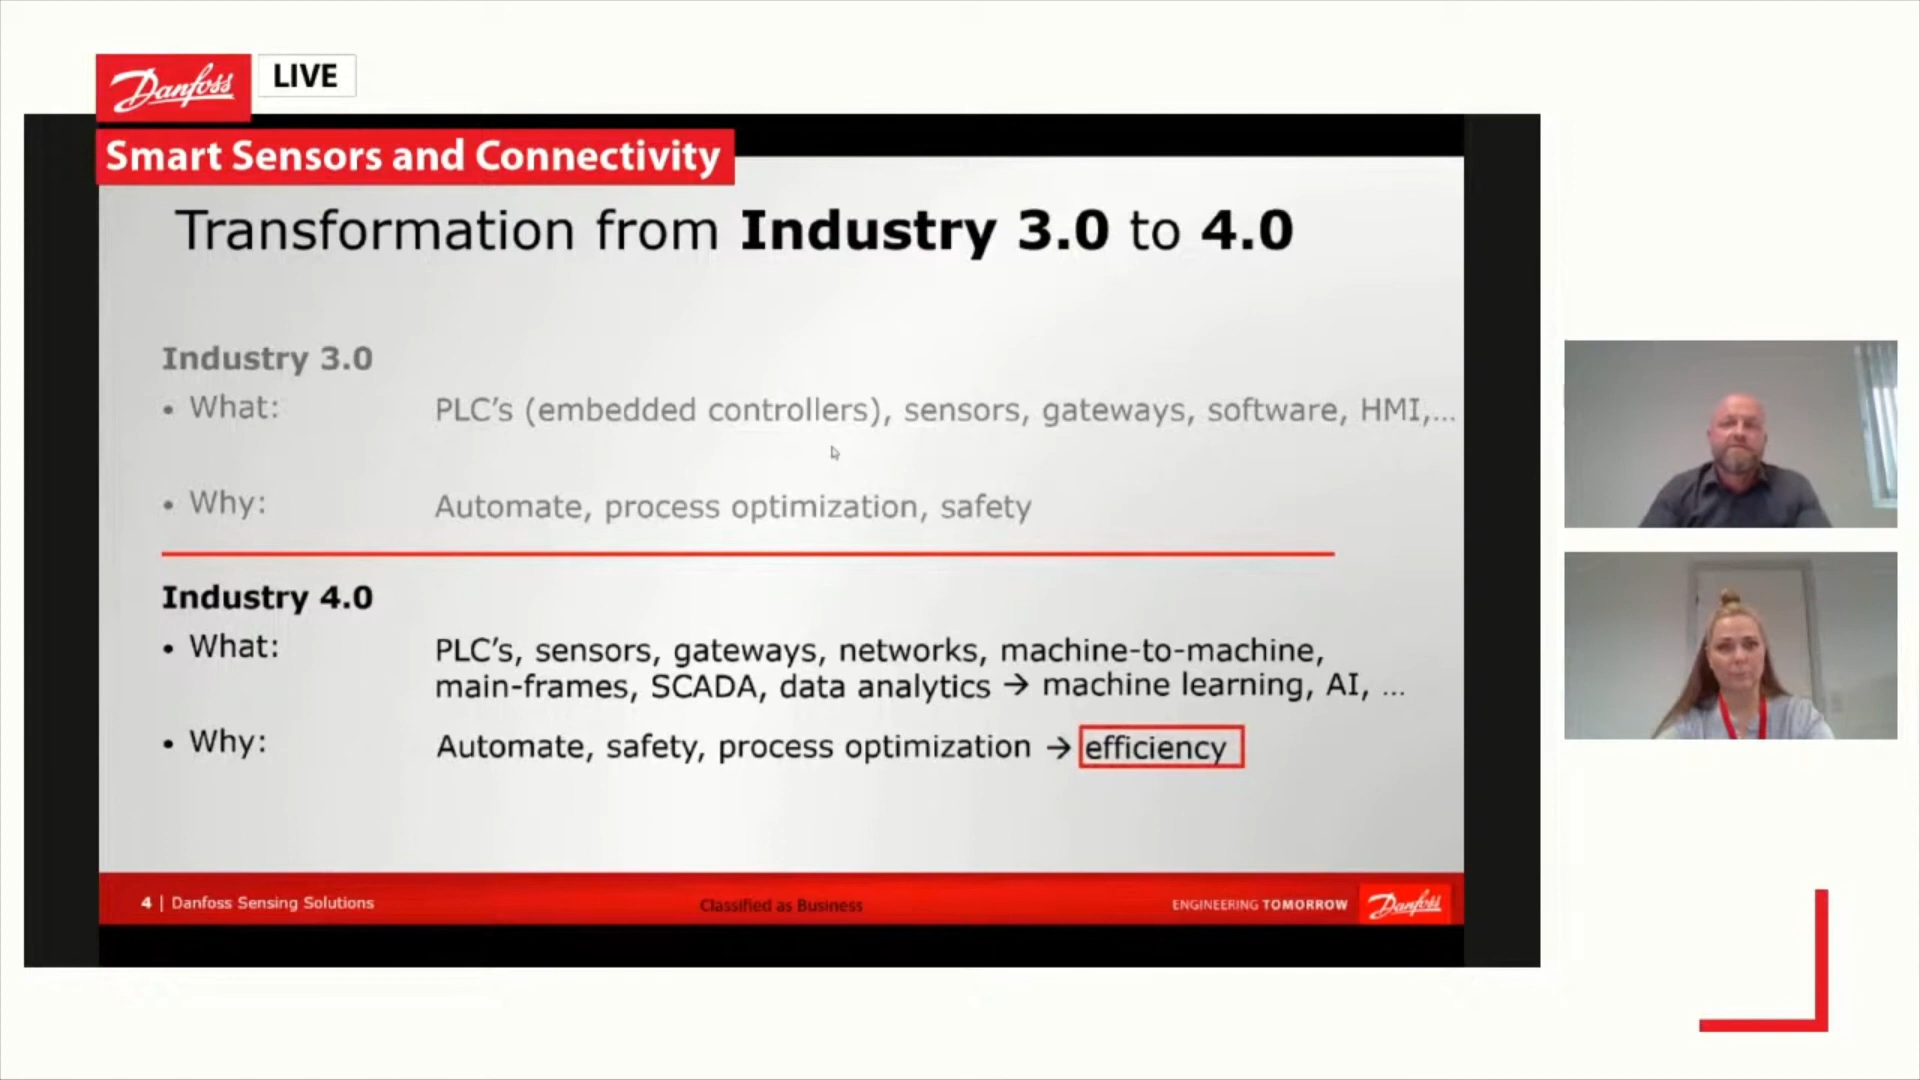 Danfoss
LIVE
Smart Sensors and Connectivity
Transformation from Industry 3.0 to 4.0
Industry 3.0
• What: PLC's (embedded controllers), sensors, gateways, software, HMI,...
• Why: Automate, process optimization, safety
Industry 4.0
• What: PLC's, sensors, gateways, networks, machine-to-machine,
main-frames, SCADA, data analytics → machine learning, AI, ...
• Why: Automate, safety, process optimization → efficiency
4 | Danfoss Sensing Solutions
Classified as Business
ENGINEERING TOMORROW
Danfoss